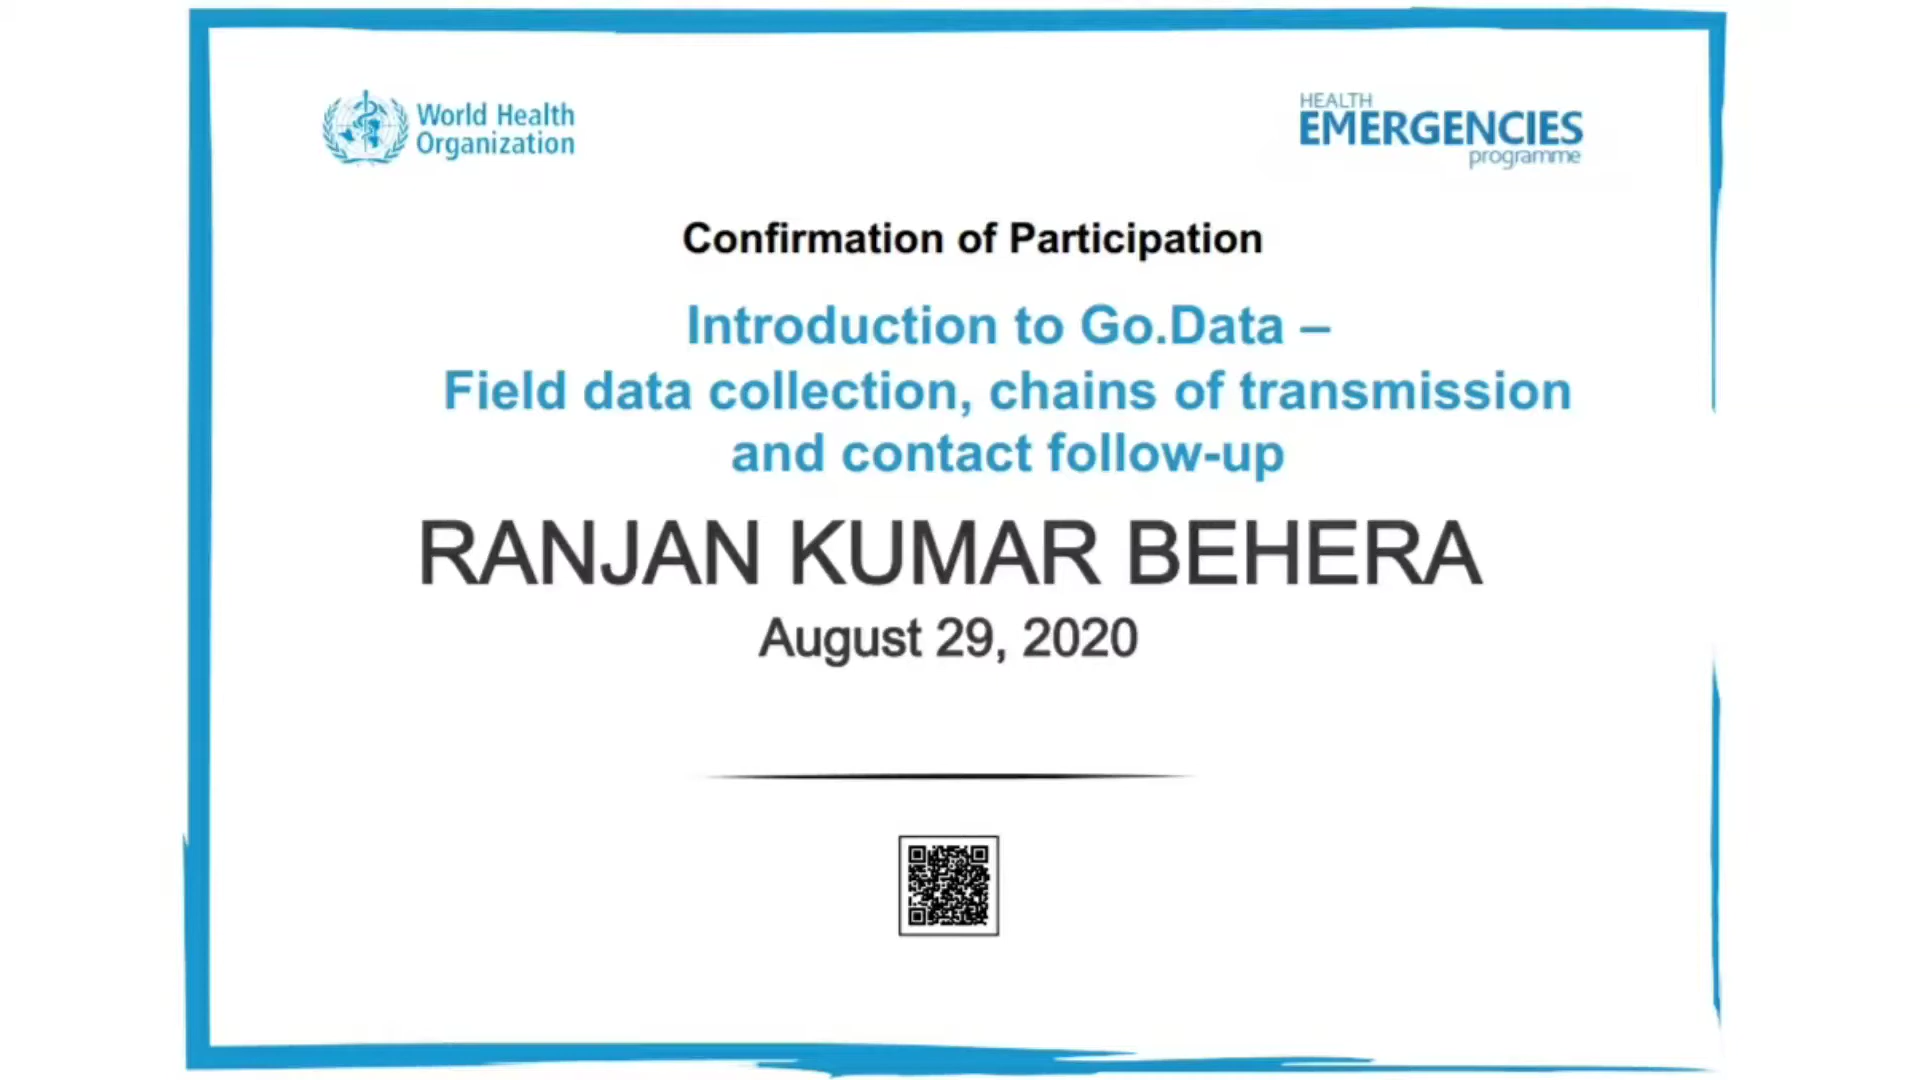 World Health
Organization
HEALTH
EMERGENCIES
programme
Confirmation of Participation
Introduction to Go.Data –
Field data collection, chains of transmission
and contact follow-up
RANJAN KUMAR BEHERA
August 29, 2020